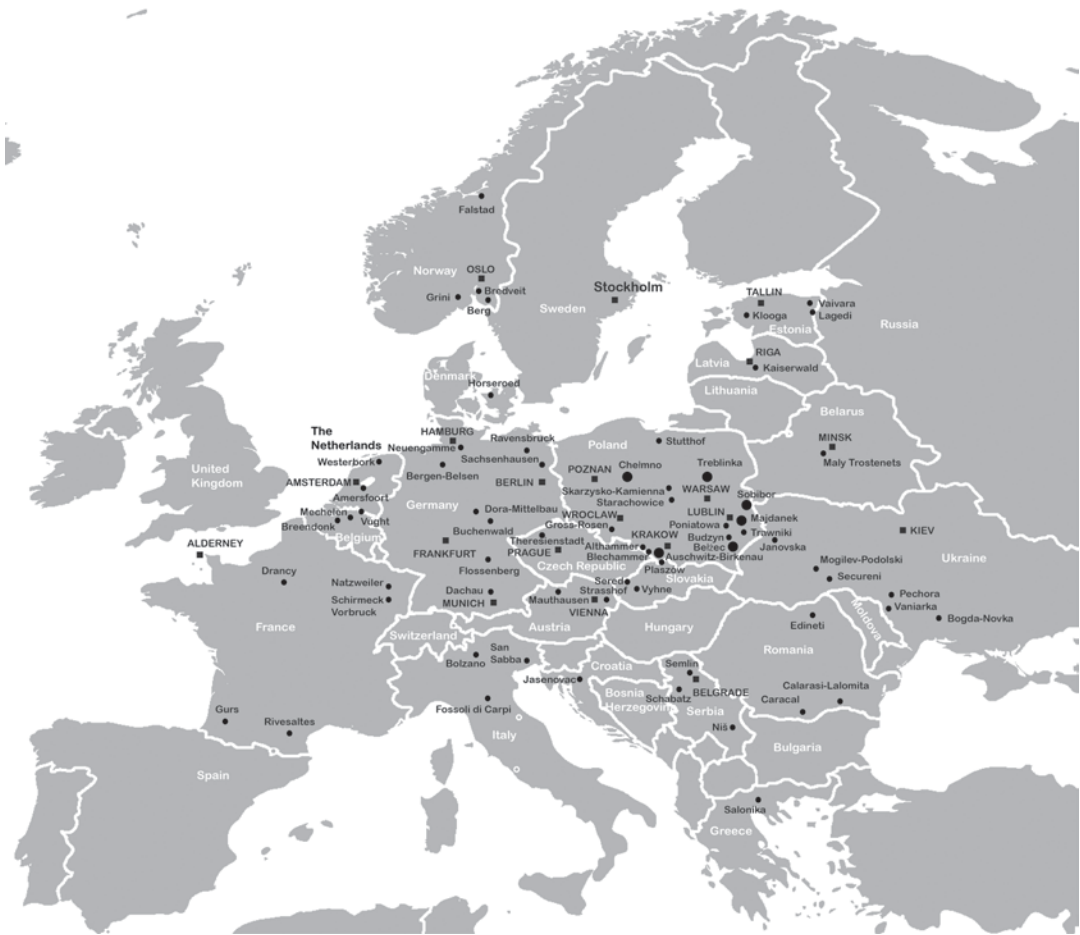 Falstad
Norway
OSLO
Grini
Bredveit
Berg
Sweden
Stockholm
TALLIN
Klooga
Vaivara
Lagedi
Estonia
Russia
RIGA
Latvia
Kaiserwald
Lithuania
Denmark
Horseroed
Belarus
MINSK
Maly Trostenets
The
Netherlands
HAMBURG
Neuengamme
Ravensbruck
Sachsenhausen
Westerbork
Bergen-Belsen
BERLIN
AMSTERDAM
Amersfoort
United
Kingdom
Poland
Stutthof
POZNAN
Chelmno
Treblinka
Skarzysko-Kamienna
WARSAW
Starachowice
Sobibor
Germany
Dora-Mittelbau
WROCLAW
LUBLIN
Majdanek
Mechelen
Breendonk
Vught
Belgium
Buchenwald
Gross-Rosen
Poniatowa
Trawniki
Budzyn
Janovska
Theresienstadt
KRAKOW
Belzec
KIEV
ALDERNEY
FRANKFURT
PRAGUE
Althammer
Blechammer
Auschwitz-Birkenau
Ukraine
Drancy
Flossenberg
Czech Republic
Plaszow
Mogilev-Podolski
Slovakia
Secureni
Natzweiler
Dachau
Sered
Strasshof
Vyhne
Schirmeck
Vorbruck
MUNICH
Mauthausen
VIENNA
Pechora
Vaniarka
Bogda-Novka
France
Switzerland
Austria
Hungary
Edineti
Moldova
Romania
Bolzano
San
Sabba
Croatia
Semlin
Jasenovac
Bosnia
Herzegovin
Schabatz
BELGRADE
Calarasi-Lalomita
Caracal
Fossoli di Carpi
Serbia
Gurs
Rivesaltes
Niš
Italy
Bulgaria
Spain
Salonika
Greece